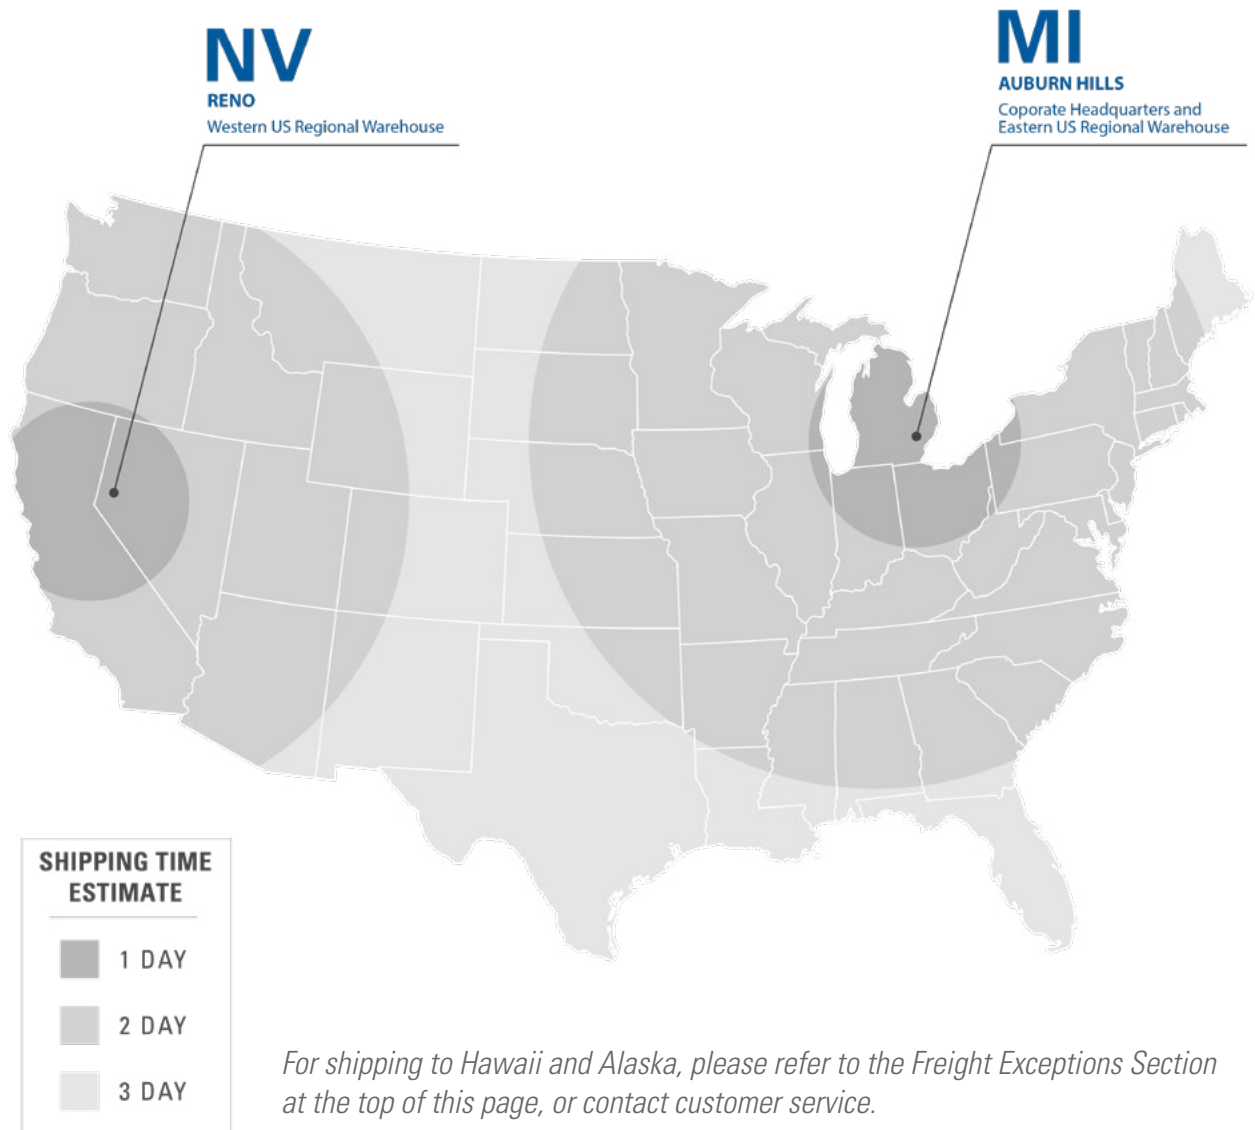 NV
RENO
Western US Regional Warehouse
MI
AUBURN HILLS
Coporate Headquarters and
Eastern US Regional Warehouse
SHIPPING TIME
ESTIMATE
1 DAY
2 DAY
3 DAY
For shipping to Hawaii and Alaska, please refer to the Freight Exceptions Section
at the top of this page, or contact customer service.